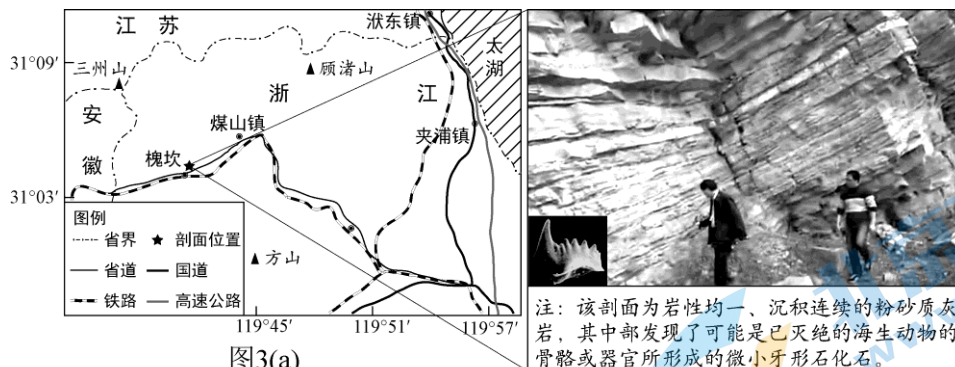 江 苏
洑东镇
太湖
31°09′
三州山
顾渚山
安徽
浙 江
煤山镇
夹浦镇
槐坎
31°03′
图例
省界
剖面位置
省道
国道
铁路
高速公路
方山
119°45′
119°51′
119°57′
图3(a)
注：该剖面为岩性均一、沉积连续的粉砂质灰
岩，其中部发现了可能是已灭绝的海生动物的
骨骼或器官所形成的微小牙形石化石。